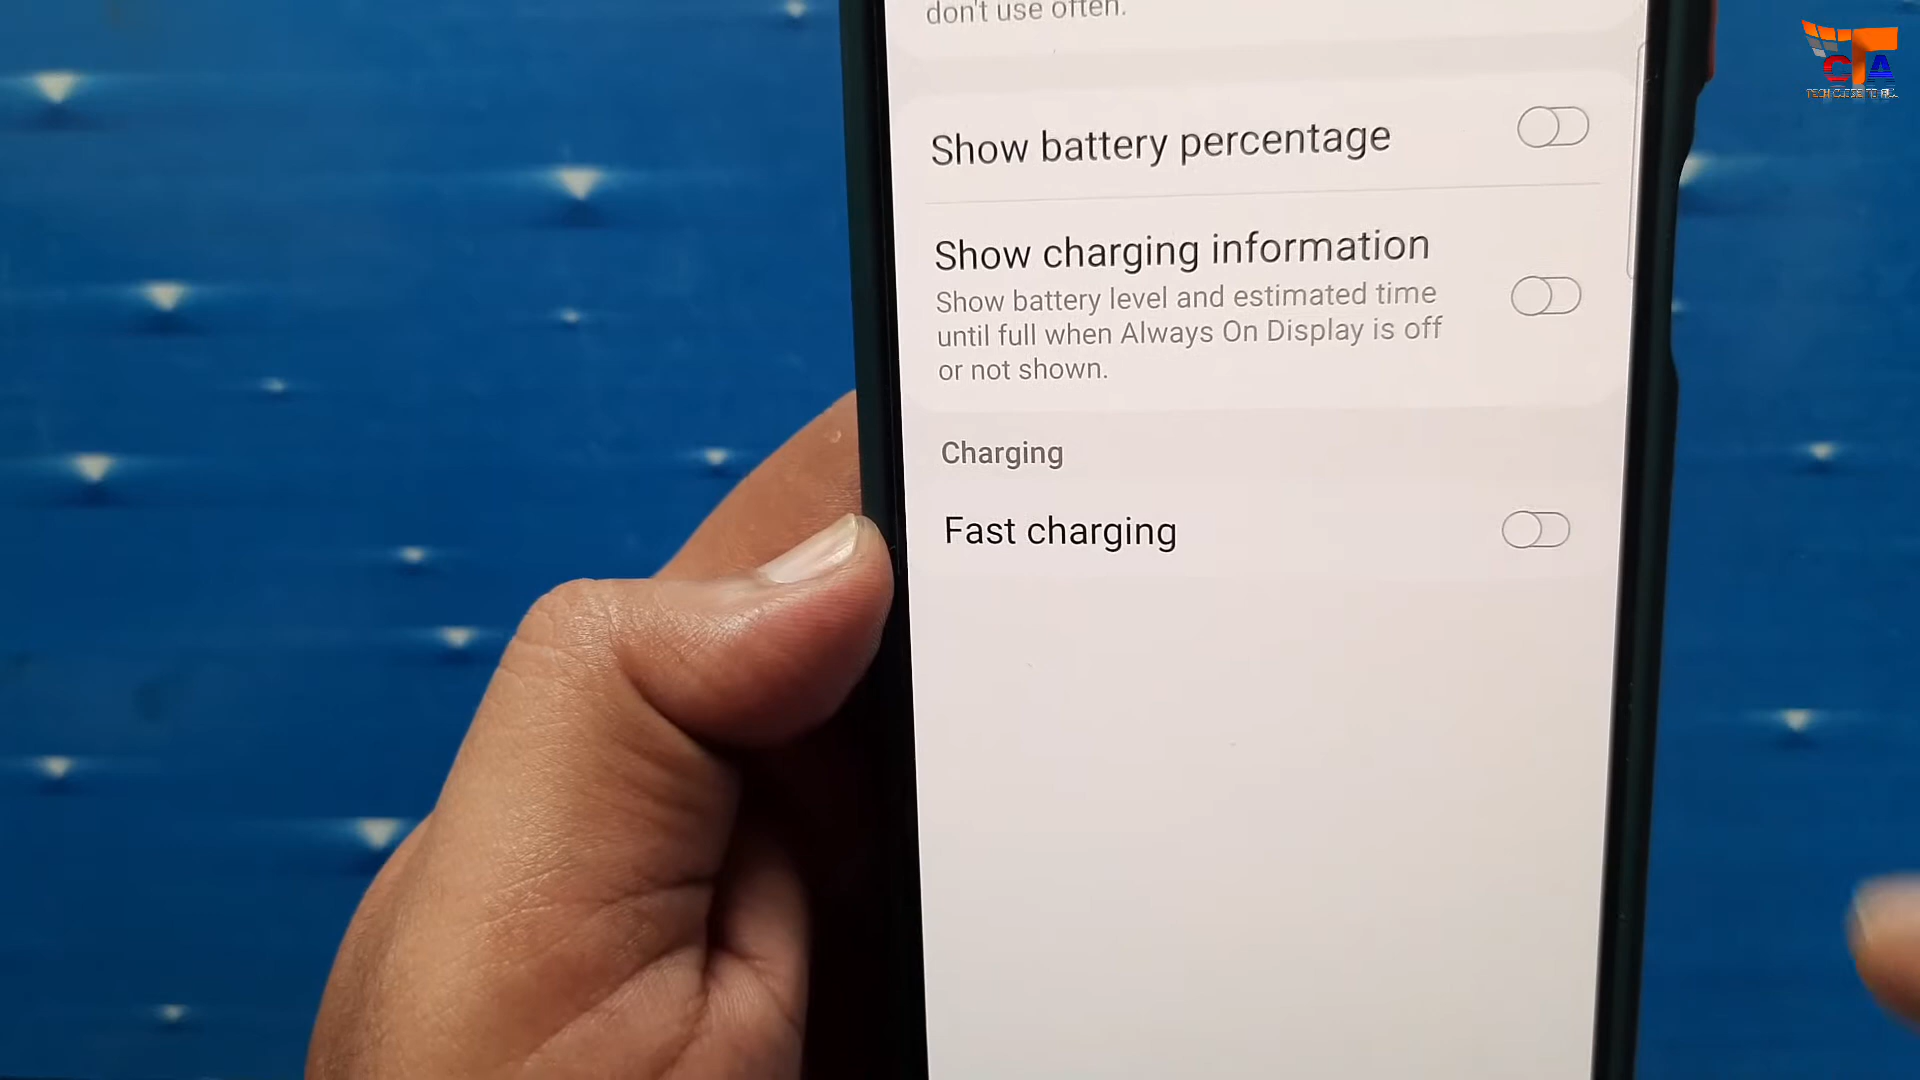 don't use often.
CTA
Show battery percentage
Show charging information
Show battery level and estimated time
until full when Always On Display is off
or not shown.
Charging
Fast charging